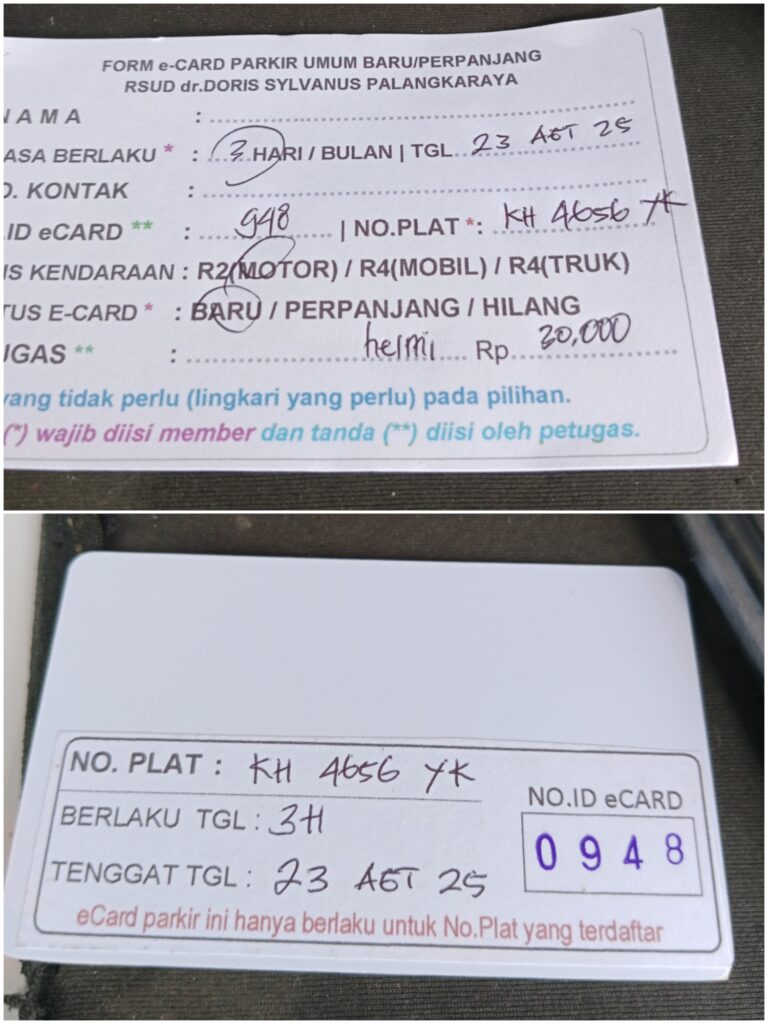 FORM e-CARD PARKIR UMUM BARU/PERPANJANG
RSUD dr.DORIS SYLVANUS PALANGKARAYA
N A M A :
ASA BERLAKU * : 3 HARI / BULAN | TGL 23 AET 25
O. KONTAK :
.ID eCARD ** : 948 | NO.PLAT *: KH 4656 YK
IS KENDARAAN : R2(MOTOR) / R4(MOBIL) / R4(TRUK)
TUS E-CARD * : BARU / PERPANJANG / HILANG
UGAS ** : helmi Rp 30,000
yang tidak perlu (lingkari yang perlu) pada pilihan.
(*) wajib diisi member dan tanda (**) diisi oleh petugas.
NO. PLAT : KH 4656 YK
BERLAKU TGL : 3H
TENGGAT TGL : 23 AET 25
NO.ID eCARD
0948
eCard parkir ini hanya berlaku untuk No.Plat yang terdaftar